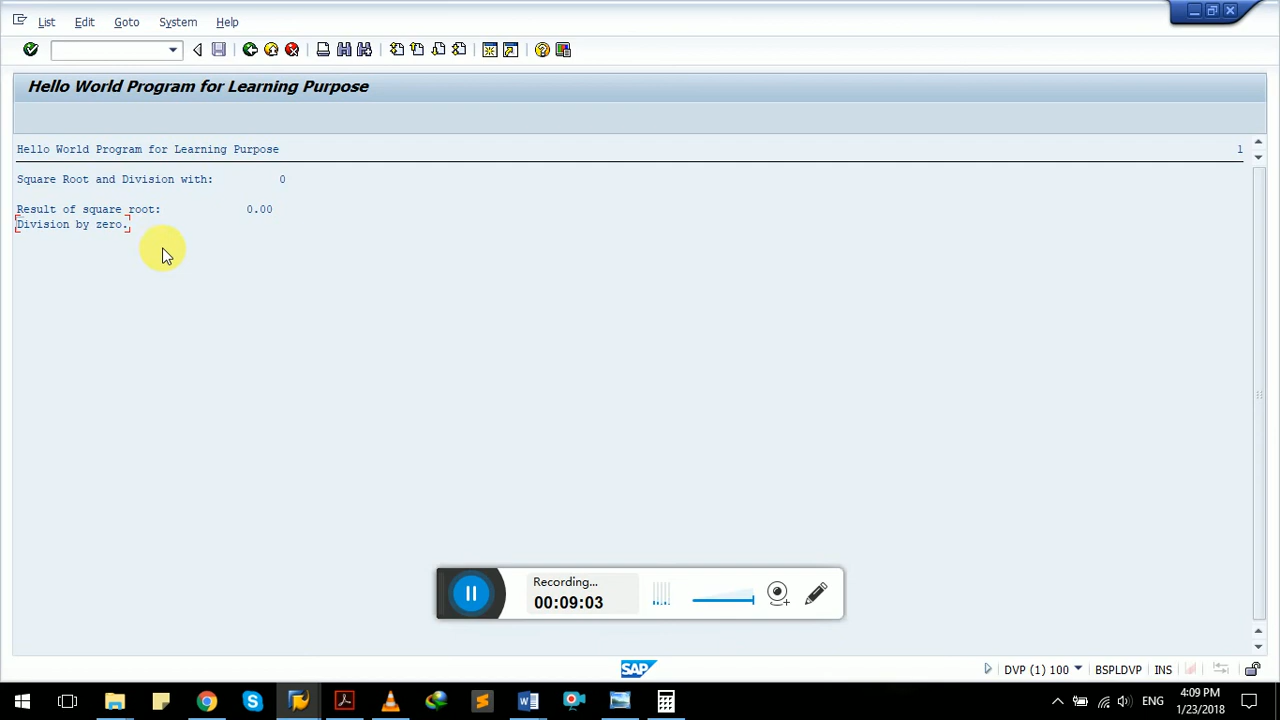 List Edit Goto System Help
Hello World Program for Learning Purpose
Hello World Program for Learning Purpose 1
Square Root and Division with: 0
Result of square root: 0.00
Division by zero.
Recording...
00:09:03
SAP
DVP (1) 100 BSPLDVP INS
ENG 4:09 PM
1/23/2018